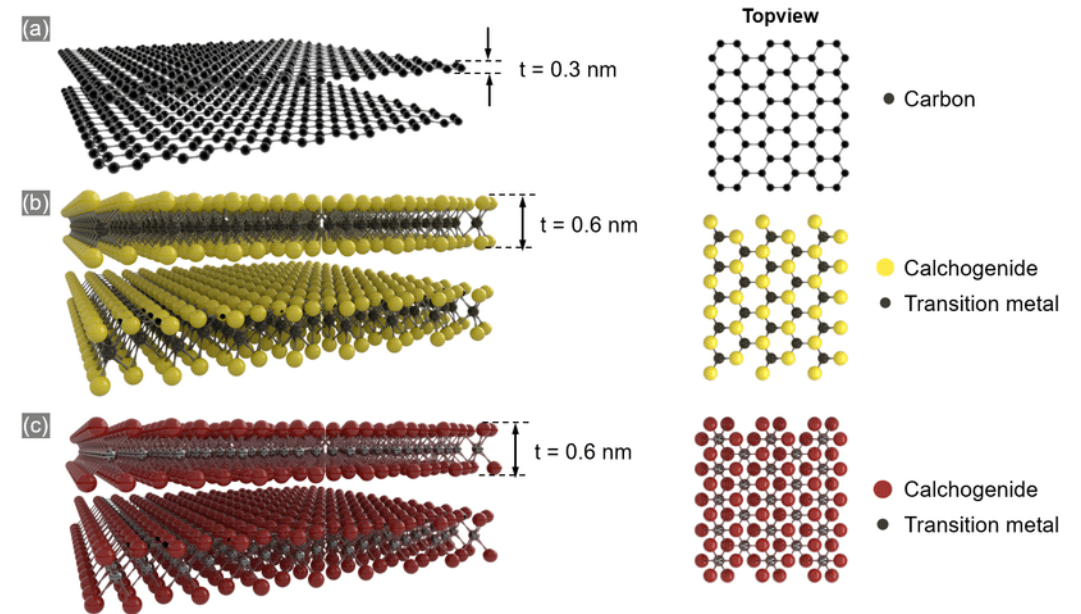 (a)
t = 0.3 nm
Topview
Carbon
(b)
t = 0.6 nm
Calchogenide
Transition metal
(c)
t = 0.6 nm
Calchogenide
Transition metal